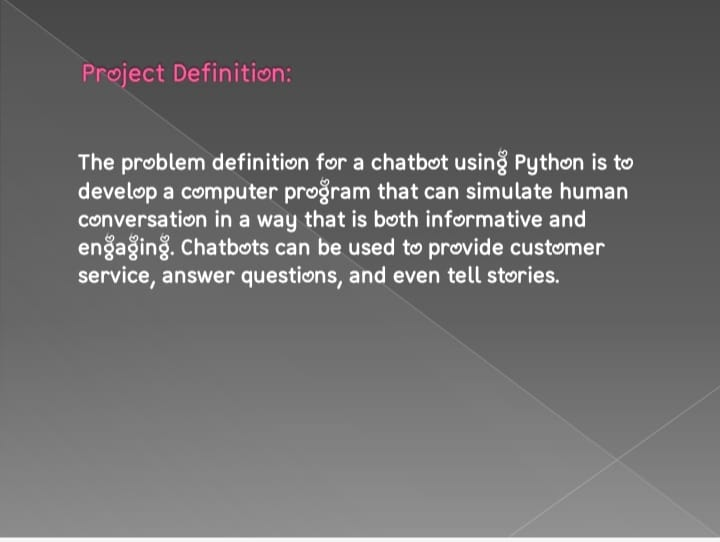 Project Definition:
The problem definition for a chatbot using Python is to
develop a computer program that can simulate human
conversation in a way that is both informative and
engaging. Chatbots can be used to provide customer
service, answer questions, and even tell stories.